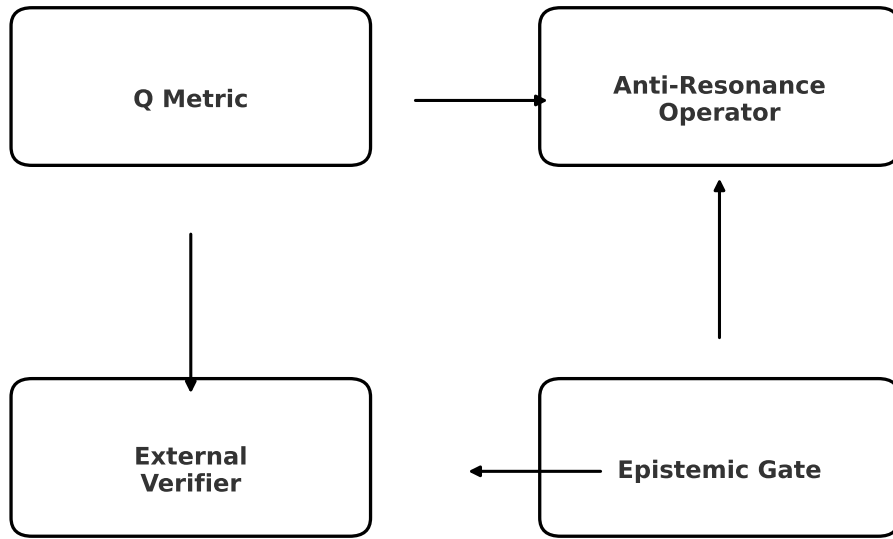 Q Metric
Anti-Resonance
Operator
External
Verifier
Epistemic Gate